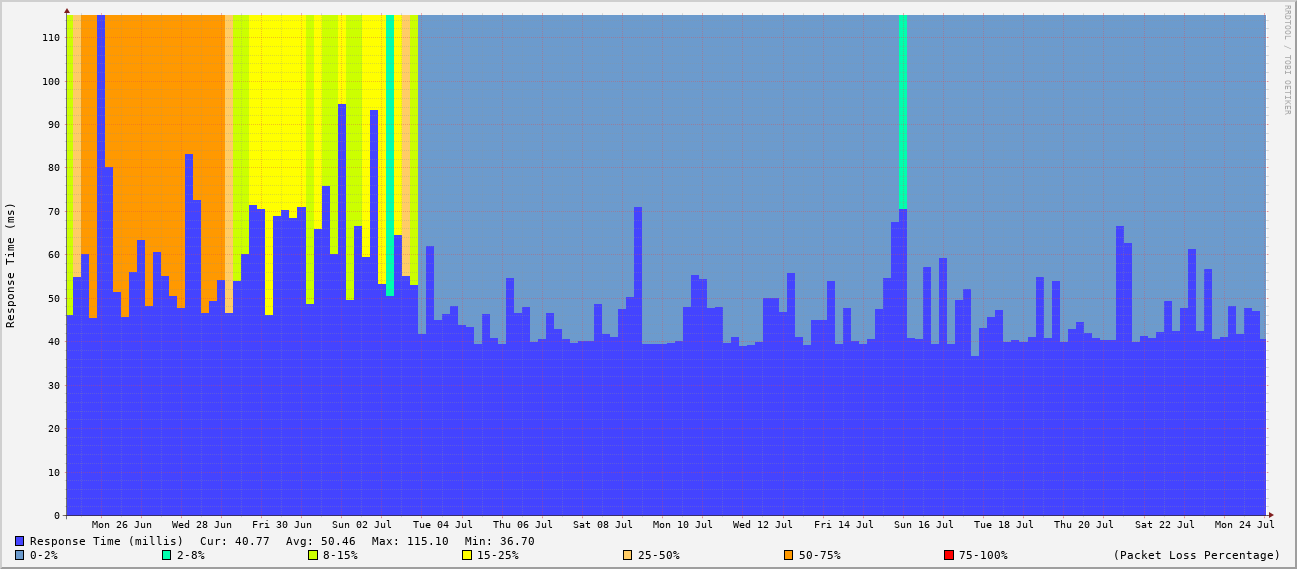 RRDTOOL / TOBI OETIKER
Response Time (ms)
110
100
90
80
70
60
50
40
30
20
10
0
Mon 26 Jun Wed 28 Jun Fri 30 Jun Sun 02 Jul Tue 04 Jul Thu 06 Jul Sat 08 Jul Mon 10 Jul Wed 12 Jul Fri 14 Jul Sun 16 Jul Tue 18 Jul Thu 20 Jul Sat 22 Jul Mon 24 Jul
Response Time (millis) Cur: 40.77 Avg: 50.46 Max: 115.10 Min: 36.70
0-2% 2-8% 8-15% 15-25% 25-50% 50-75% 75-100% (Packet Loss Percentage)